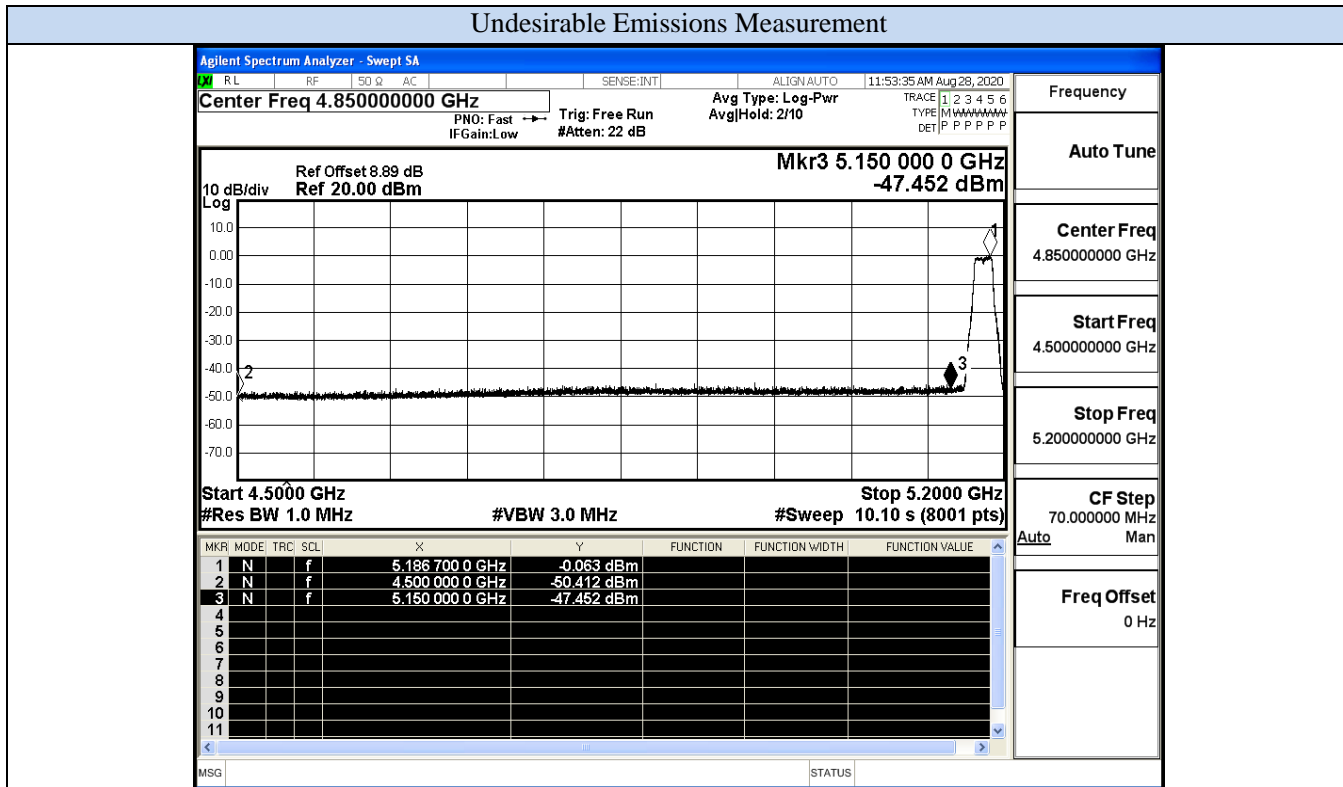 Undesirable Emissions Measurement
Agilent Spectrum Analyzer - Swept SA
LXI RL RF 50 Ω AC SENSE:INT ALIGN AUTO 11:53:35 AM Aug 28, 2020
Center Freq 4.850000000 GHz
PNO: Fast
IFGain:Low
Trig: Free Run
#Atten: 22 dB
Avg Type: Log-Pwr
Avg|Hold: 2/10
TRACE 1 2 3 4 5 6
TYPE M W W W W W
DET P P P P P P
Mkr3 5.150 000 0 GHz
-47.452 dBm
Ref Offset 8.89 dB
10 dB/div Ref 20.00 dBm
Log
10.0
0.00
-10.0
-20.0
-30.0
-40.0
-50.0
-60.0
-70.0
1
2
3
Start 4.5000 GHz Stop 5.2000 GHz
#Res BW 1.0 MHz #VBW 3.0 MHz #Sweep 10.10 s (8001 pts)
MKR MODE TRC SCL X Y FUNCTION FUNCTION WIDTH FUNCTION VALUE
1 N f 5.186 700 0 GHz -0.063 dBm
2 N f 4.500 000 0 GHz -50.412 dBm
3 N f 5.150 000 0 GHz -47.452 dBm
4
5
6
7
8
9
10
11
MSG STATUS
Frequency
Auto Tune
Center Freq
4.850000000 GHz
Start Freq
4.500000000 GHz
Stop Freq
5.200000000 GHz
CF Step
70.000000 MHz
Auto Man
Freq Offset
0 Hz